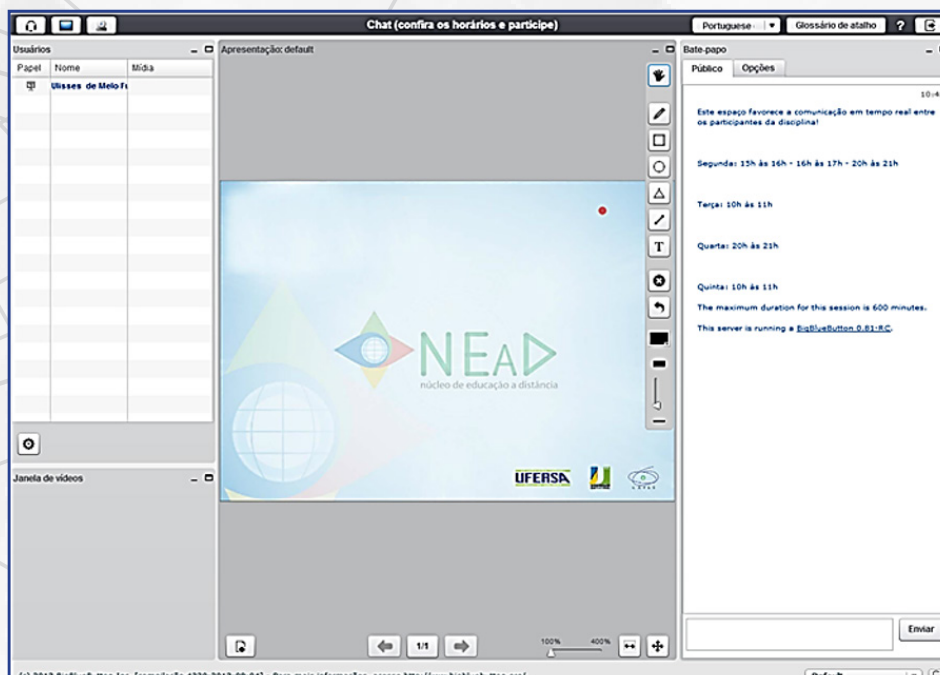 Chat (confira os horários e participe)
Portuguese
Glossário de atalho
?
Usuários
Papel Nome Mídia
Ulisses de Melo Fu
Janela de vídeos
Apresentação: default
T
NEAD
núcleo de educação a distância
UFERSA
1/1
100% 400%
Bate-papo
Público Opções
10:4
Este espaço favorece a comunicação em tempo real entre
os participantes da disciplina!
Segunda: 15h às 16h - 16h às 17h - 20h às 21h
Terça: 10h às 11h
Quarta: 20h às 21h
Quinta: 10h às 11h
The maximum duration for this session is 600 minutes.
This server is running a BigBlueButton 0.81-RC.
Enviar